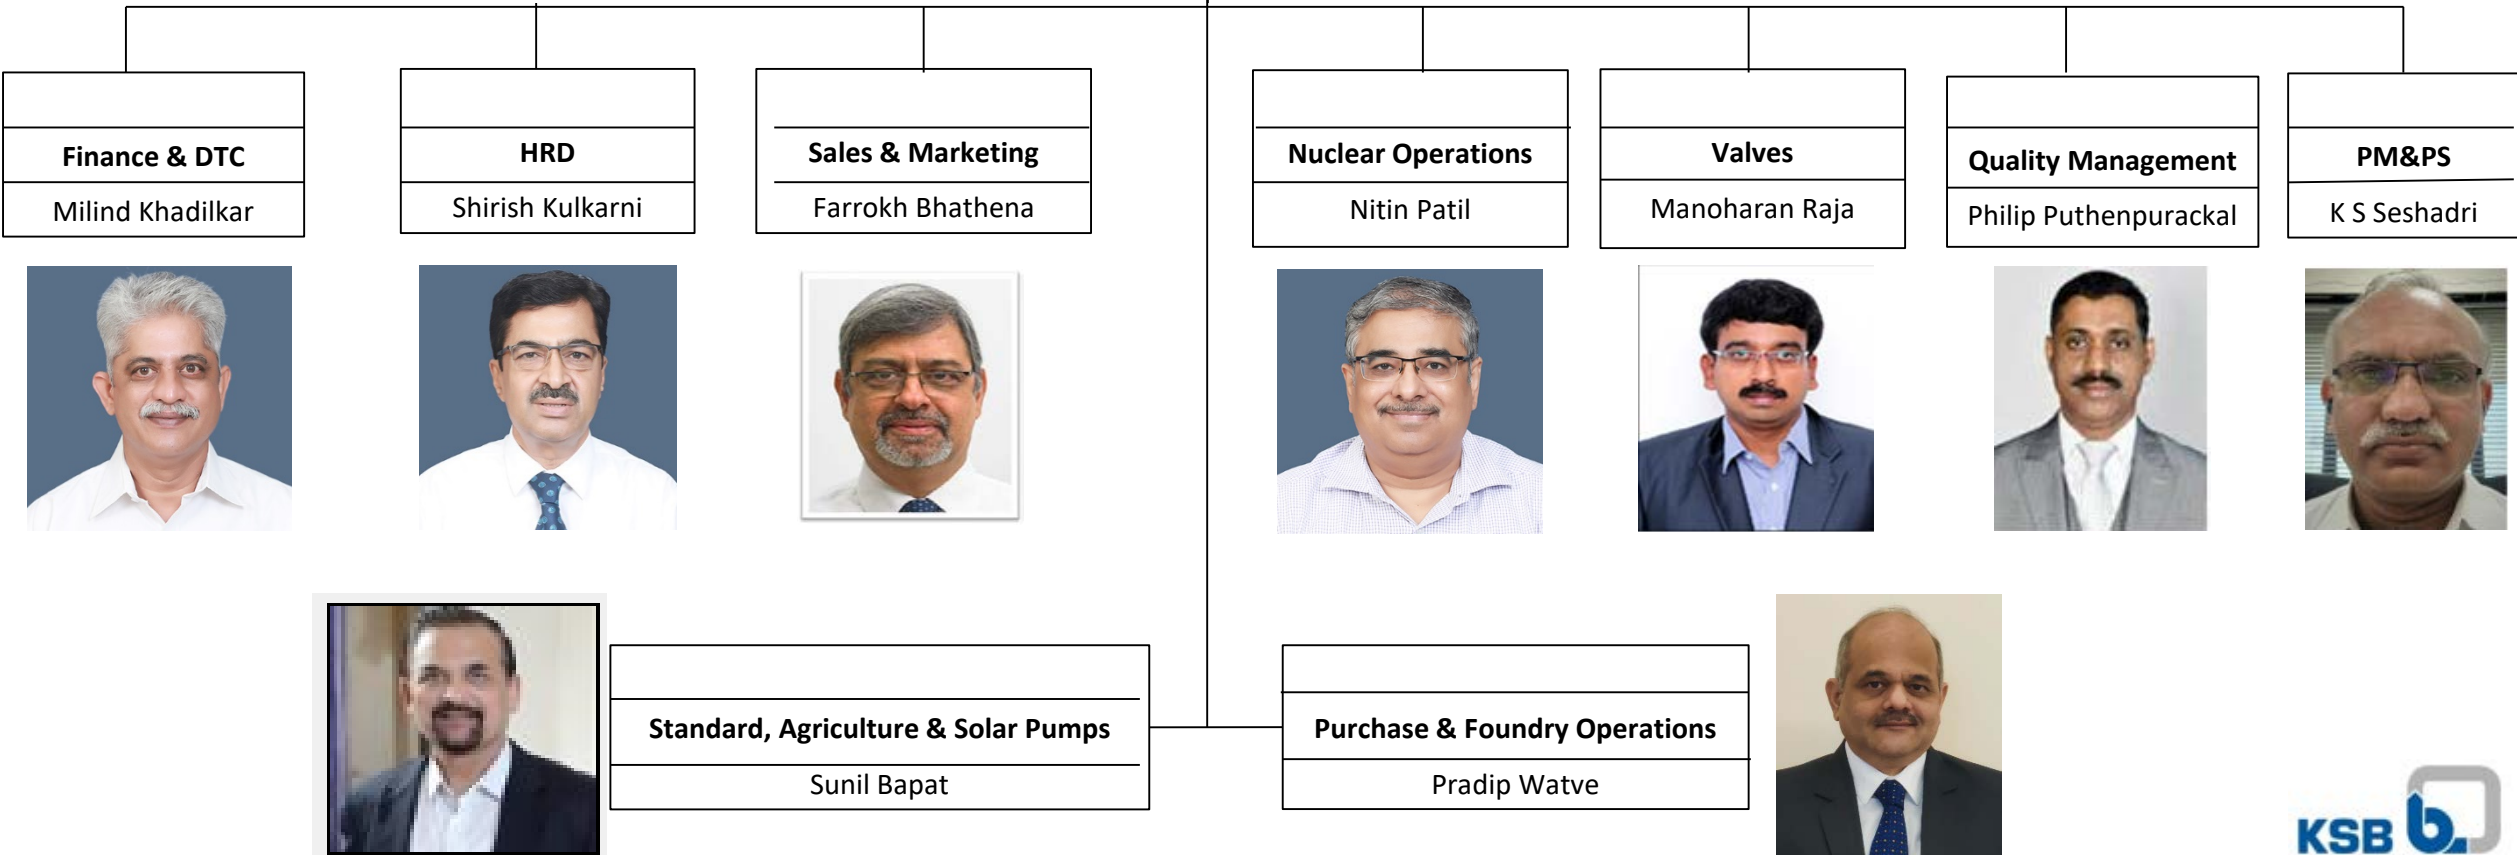 Finance & DTC
Milind Khadilkar
HRD
Shirish Kulkarni
Sales & Marketing
Farrokh Bhathena
Nuclear Operations
Nitin Patil
Valves
Manoharan Raja
Quality Management
Philip Puthenpurackal
PM&PS
K S Seshadri
Standard, Agriculture & Solar Pumps
Sunil Bapat
Purchase & Foundry Operations
Pradip Watve
KSB b.